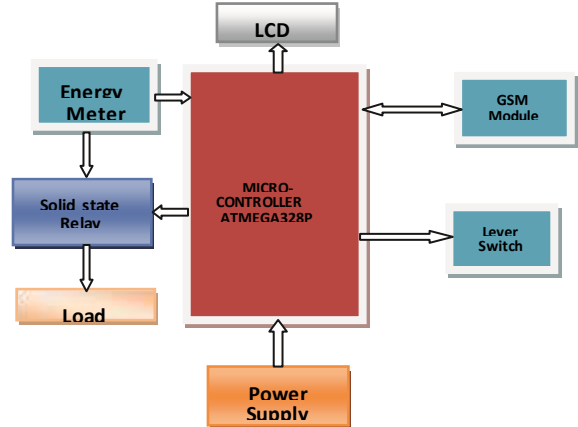 LCD
Energy
Meter
GSM
Module
MICRO-
CONTROLLER
ATMEGA328P
Solid state
Relay
Lever
Switch
Load
Power
Supply